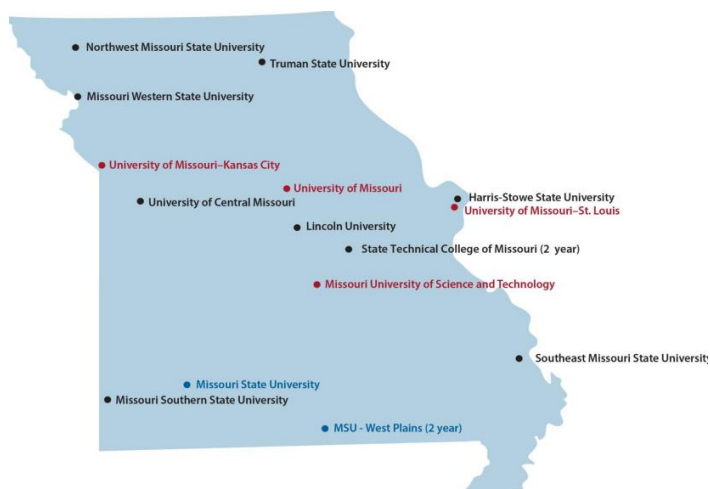 Northwest Missouri State University
Truman State University
Missouri Western State University
University of Missouri–Kansas City
University of Missouri
Harris-Stowe State University
University of Central Missouri
University of Missouri–St. Louis
Lincoln University
State Technical College of Missouri (2 year)
Missouri University of Science and Technology
Southeast Missouri State University
Missouri State University
Missouri Southern State University
MSU - West Plains (2 year)